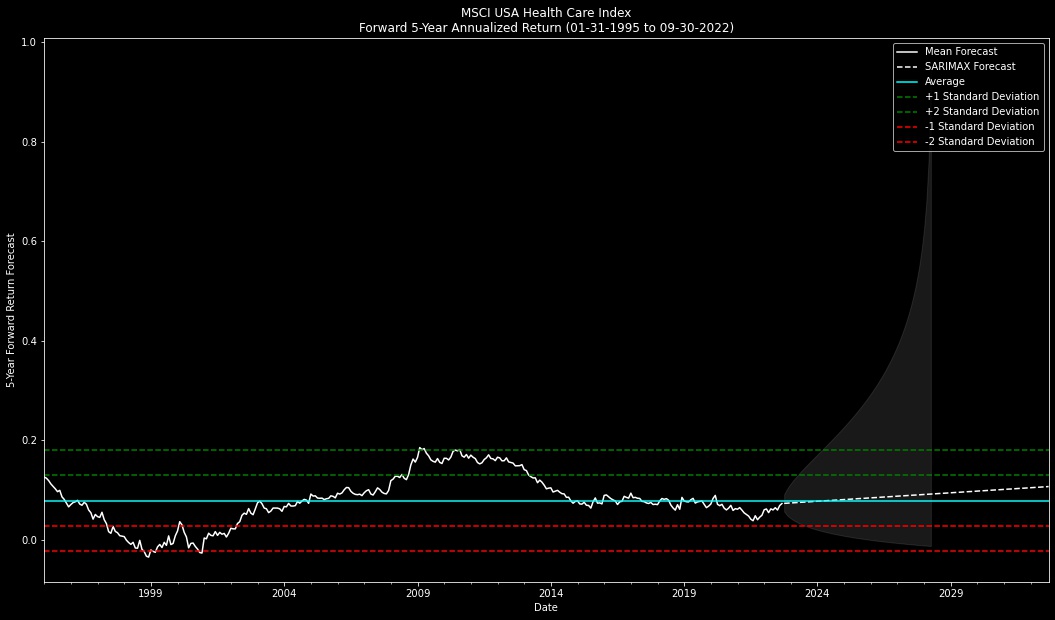 MSCI USA Health Care Index
Forward 5-Year Annualized Return (01-31-1995 to 09-30-2022)
Mean Forecast
SARIMAX Forecast
Average
+1 Standard Deviation
+2 Standard Deviation
-1 Standard Deviation
-2 Standard Deviation
5-Year Forward Return Forecast
1.0
0.8
0.6
0.4
0.2
0.0
1999
2004
2009
2014
2019
2024
2029
Date